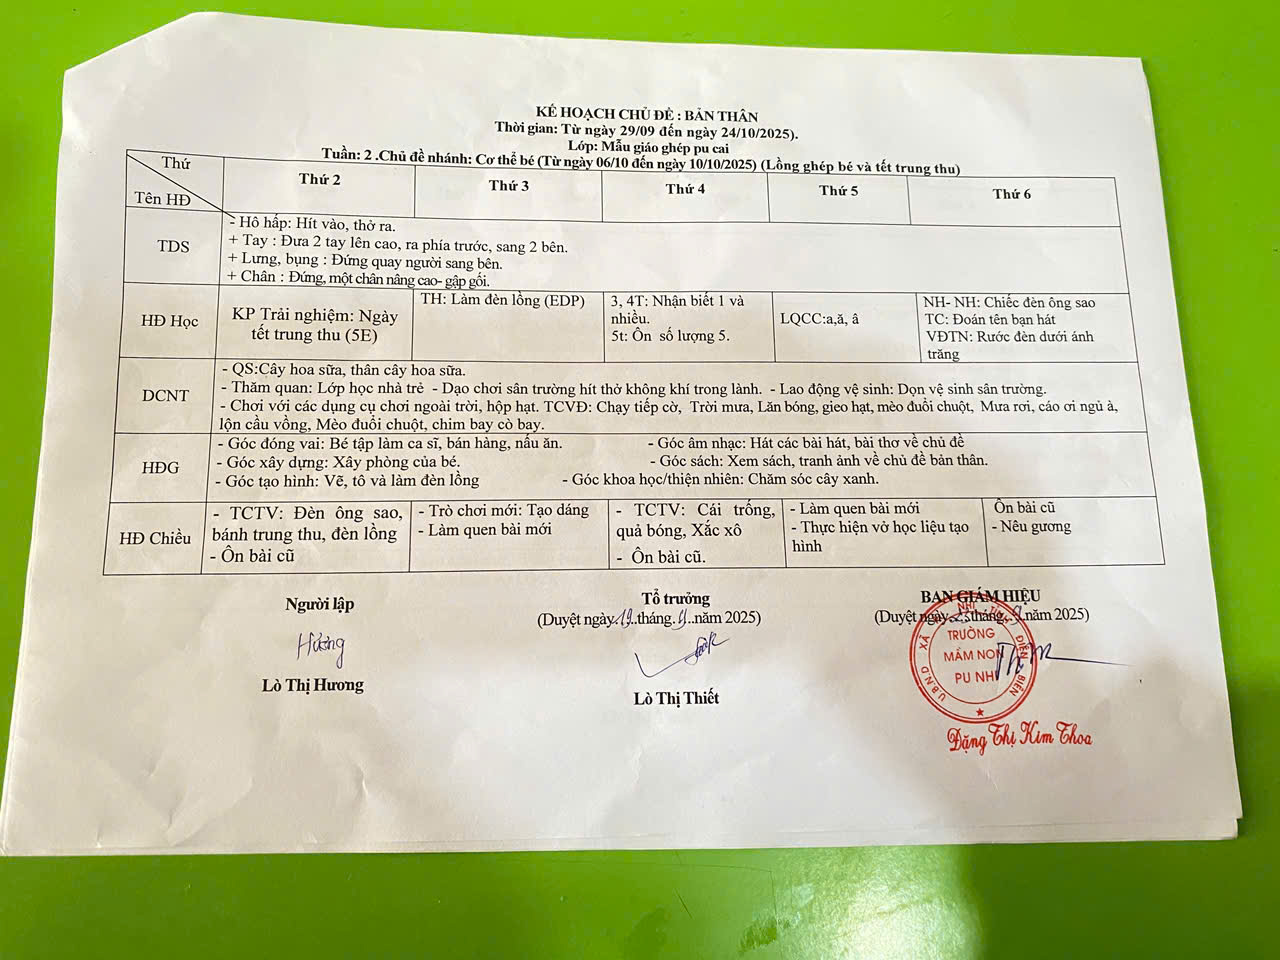 KẾ HOẠCH CHỦ ĐỀ : BẢN THÂN
Thời gian: Từ ngày 29/09 đến ngày 24/10/2025).
Lớp: Mẫu giáo ghép pu cai
Tuần: 2 .Chủ đề nhánh: Cơ thể bé (Từ ngày 06/10 đến ngày 10/10/2025) (Lồng ghép bé và tết trung thu)
Thứ
Tên HĐ
Thứ 2
Thứ 3
Thứ 4
Thứ 5
Thứ 6
TDS
- Hô hấp: Hít vào, thở ra.
+ Tay : Đưa 2 tay lên cao, ra phía trước, sang 2 bên.
+ Lưng, bụng : Đứng quay người sang bên.
+ Chân : Đứng, một chân nâng cao- gập gối.
HĐ Học
KP Trải nghiệm: Ngày
tết trung thu (5E)
TH: Làm đèn lồng (EDP)
3, 4T: Nhận biết 1 và
nhiều.
5t: Ôn số lượng 5.
LQCC:a,ă, â
NH- NH: Chiếc đèn ông sao
TC: Đoán tên bạn hát
VĐTN: Rước đèn dưới ánh
trăng
DCNT
- QS:Cây hoa sữa, thân cây hoa sữa.
- Thăm quan: Lớp học nhà trẻ - Dạo chơi sân trường hít thở không khí trong lành. - Lao động vệ sinh: Dọn vệ sinh sân trường.
- Chơi với các dụng cụ chơi ngoài trời, hộp hạt. TCVĐ: Chạy tiếp cờ, Trời mưa, Lăn bóng, gieo hạt, mèo đuổi chuột, Mưa rơi, cáo ơi ngủ à,
lộn cầu vồng, Mèo đuổi chuột, chim bay cò bay.
HĐG
- Góc đóng vai: Bé tập làm ca sĩ, bán hàng, nấu ăn. - Góc âm nhạc: Hát các bài hát, bài thơ về chủ đề
- Góc xây dựng: Xây phòng của bé. - Góc sách: Xem sách, tranh ảnh về chủ đề bản thân.
- Góc tạo hình: Vẽ, tô và làm đèn lồng - Góc khoa học/thiện nhiên: Chăm sóc cây xanh.
HĐ Chiều
- TCTV: Đèn ông sao,
bánh trung thu, đèn lồng
- Ôn bài cũ
- Trò chơi mới: Tạo dáng
- Làm quen bài mới
- TCTV: Cái trống,
quả bóng, Xắc xô
- Ôn bài cũ.
- Làm quen bài mới
- Thực hiện vở học liệu tạo
hình
Ôn bài cũ
- Nêu gương
Người lập
Hương
Lò Thị Hương
Tổ trưởng
(Duyệt ngày.19.tháng.9..năm 2025)
Lò Thị Thiết
BAN GIÁM HIỆU
(Duyệt ngày tháng năm 2025)
U.B.N.D XÃ
ĐIỆN BIÊN
TRƯỜNG
MẦM NON
PU NHI
Đặng Thị Kim Thoa